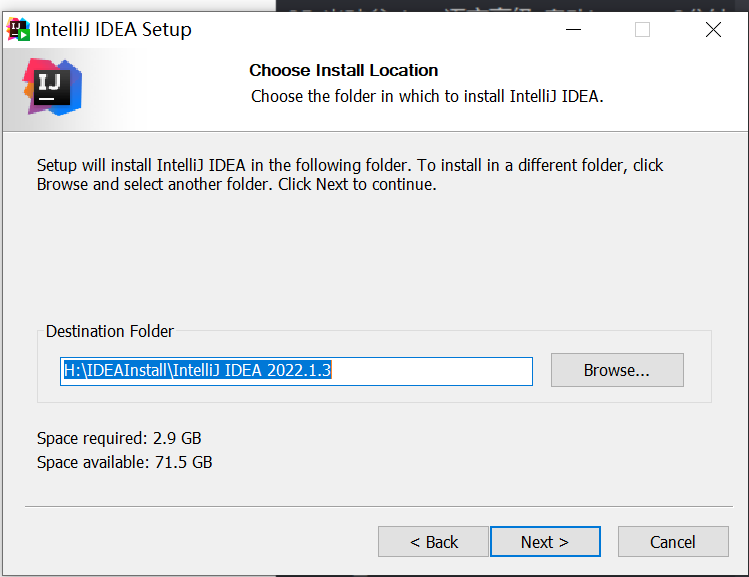 IntelliJ IDEA Setup
IJ
Choose Install Location
Choose the folder in which to install IntelliJ IDEA.
Setup will install IntelliJ IDEA in the following folder. To install in a different folder, click
Browse and select another folder. Click Next to continue.
Destination Folder
H:\IDEAInstall\IntelliJ IDEA 2022.1.3
Browse...
Space required: 2.9 GB
Space available: 71.5 GB
< Back
Next >
Cancel